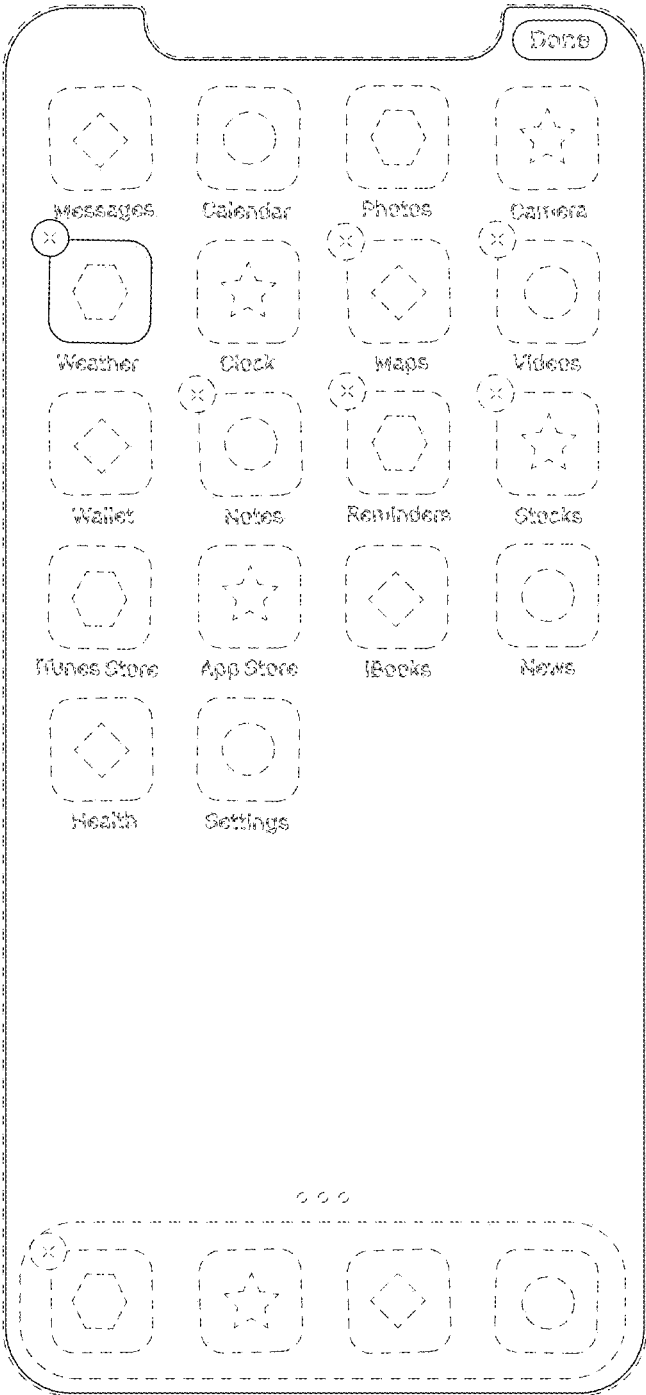 Done
Messages Calendar Photos Camera
Weather Clock Maps Videos
Wallet Notes Reminders Stocks
iTunes Store App Store iBooks News
Health Settings